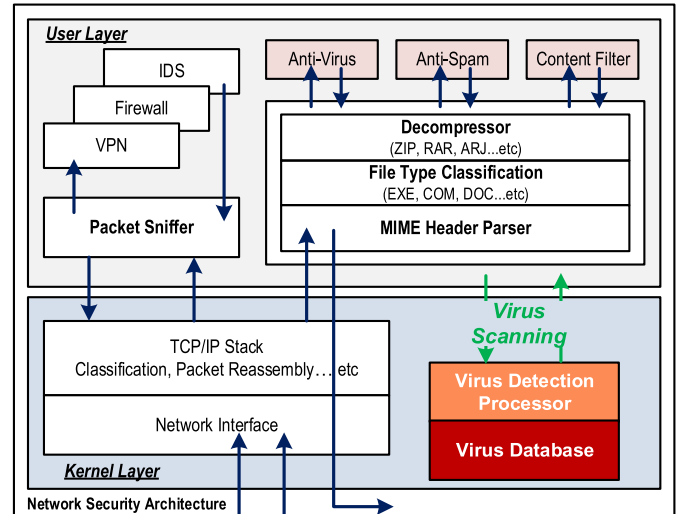 User Layer
IDS
Firewall
VPN
Packet Sniffer
Anti-Virus
Anti-Spam
Content Filter
Decompressor
(ZIP, RAR, ARJ...etc)
File Type Classification
(EXE, COM, DOC...etc)
MIME Header Parser
Virus
Scanning
TCP/IP Stack
Classification, Packet Reassembly... etc
Network Interface
Virus Detection
Processor
Virus Database
Kernel Layer
Network Security Architecture